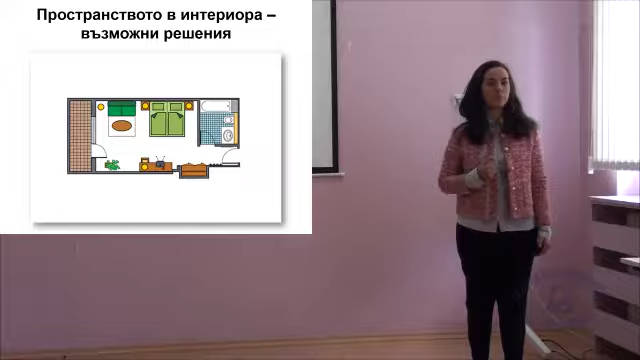 Пространството в интериора –
възможни решения